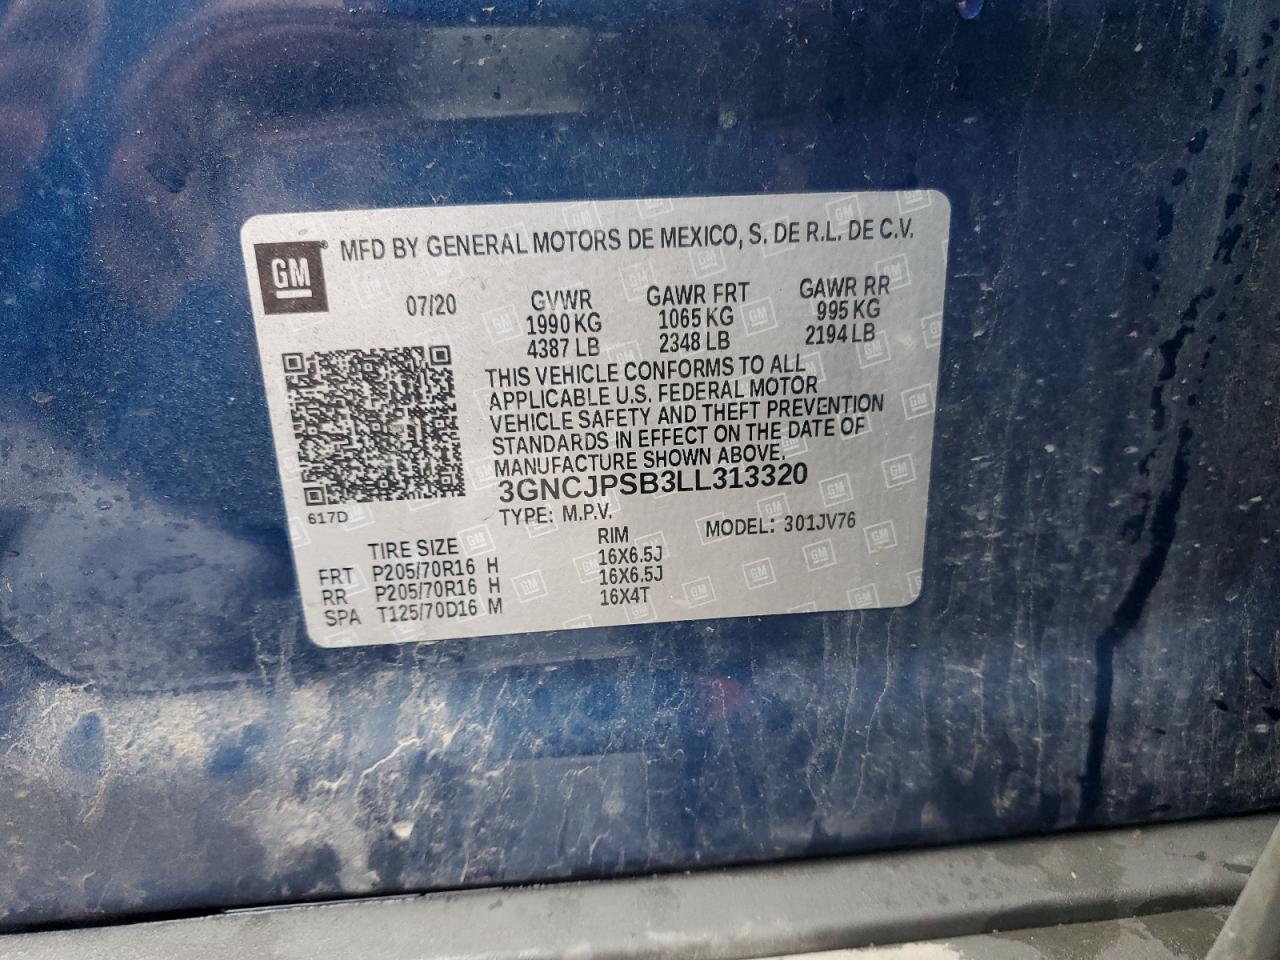 GM ® MFD BY GENERAL MOTORS DE MEXICO, S. DE R.L. DE C.V.
07/20 GVWR GAWR FRT GAWR RR
1990 KG 1065 KG 995 KG
4387 LB 2348 LB 2194 LB
THIS VEHICLE CONFORMS TO ALL
APPLICABLE U.S. FEDERAL MOTOR
VEHICLE SAFETY AND THEFT PREVENTION
STANDARDS IN EFFECT ON THE DATE OF
MANUFACTURE SHOWN ABOVE.
3GNCJPSB3LL313320
617D
TYPE: M.P.V. MODEL: 301JV76
TIRE SIZE RIM
FRT P205/70R16 H 16X6.5J
RR P205/70R16 H 16X6.5J
SPA T125/70D16 M 16X4T